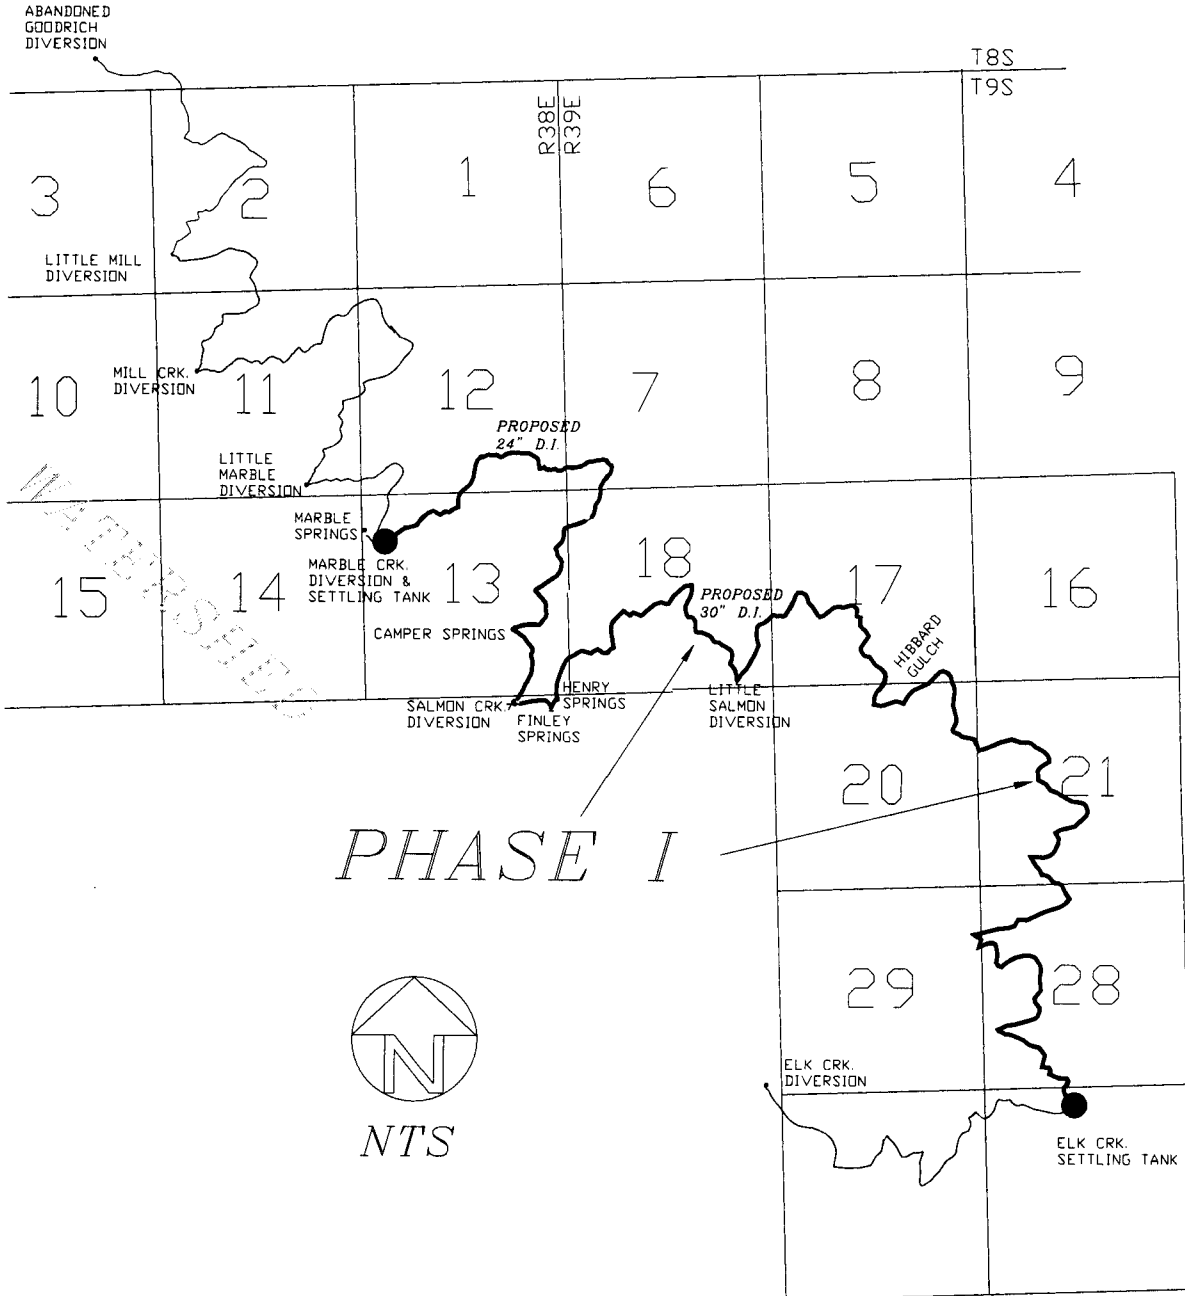 ABANDONED
GOODRICH
DIVERSION
T8S
T9S
R38E
R39E
3
2
1
6
5
4
LITTLE MILL
DIVERSION
MILL CRK.
DIVERSION
10
11
12
7
8
9
PROPOSED
24" D.I.
LITTLE
MARBLE
DIVERSION
WATERSHED
MARBLE
SPRINGS
MARBLE CRK.
DIVERSION &
SETTLING TANK
15
14
13
18
17
16
PROPOSED
30" D.I.
CAMPER SPRINGS
HIBBARD
GULCH
SALMON CRK.
DIVERSION
FINLEY
SPRINGS
HENRY
SPRINGS
LITTLE
SALMON
DIVERSION
20
21
PHASE I
29
28
N
NTS
ELK CRK.
DIVERSION
ELK CRK.
SETTLING TANK